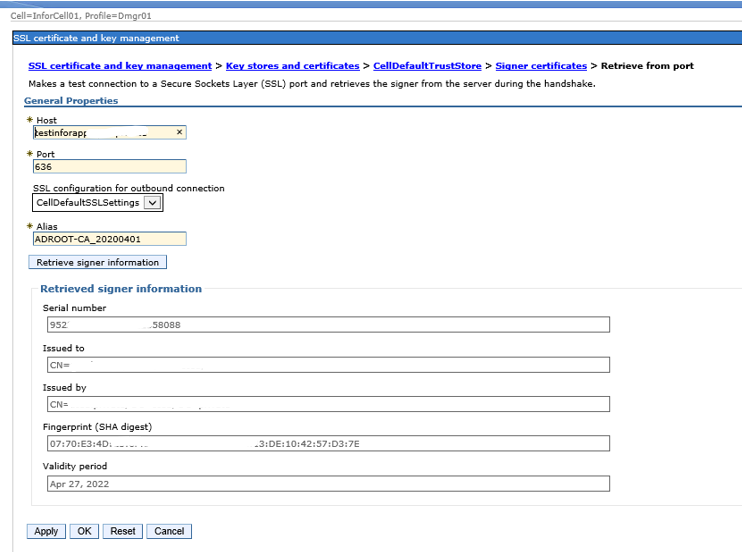 Cell=InforCell01, Profile=Dmgr01
SSL certificate and key management
SSL certificate and key management > Key stores and certificates > CellDefaultTrustStore > Signer certificates > Retrieve from port
Makes a test connection to a Secure Sockets Layer (SSL) port and retrieves the signer from the server during the handshake.
General Properties
* Host
testinforapp ×
* Port
636
SSL configuration for outbound connection
CellDefaultSSLSettings
* Alias
ADROOT-CA_20200401
Retrieve signer information
Retrieved signer information
Serial number
952 58088
Issued to
CN=
Issued by
CN=
Fingerprint (SHA digest)
07:70:E3:4D: 3:DE:10:42:57:D3:7E
Validity period
Apr 27, 2022
Apply OK Reset Cancel